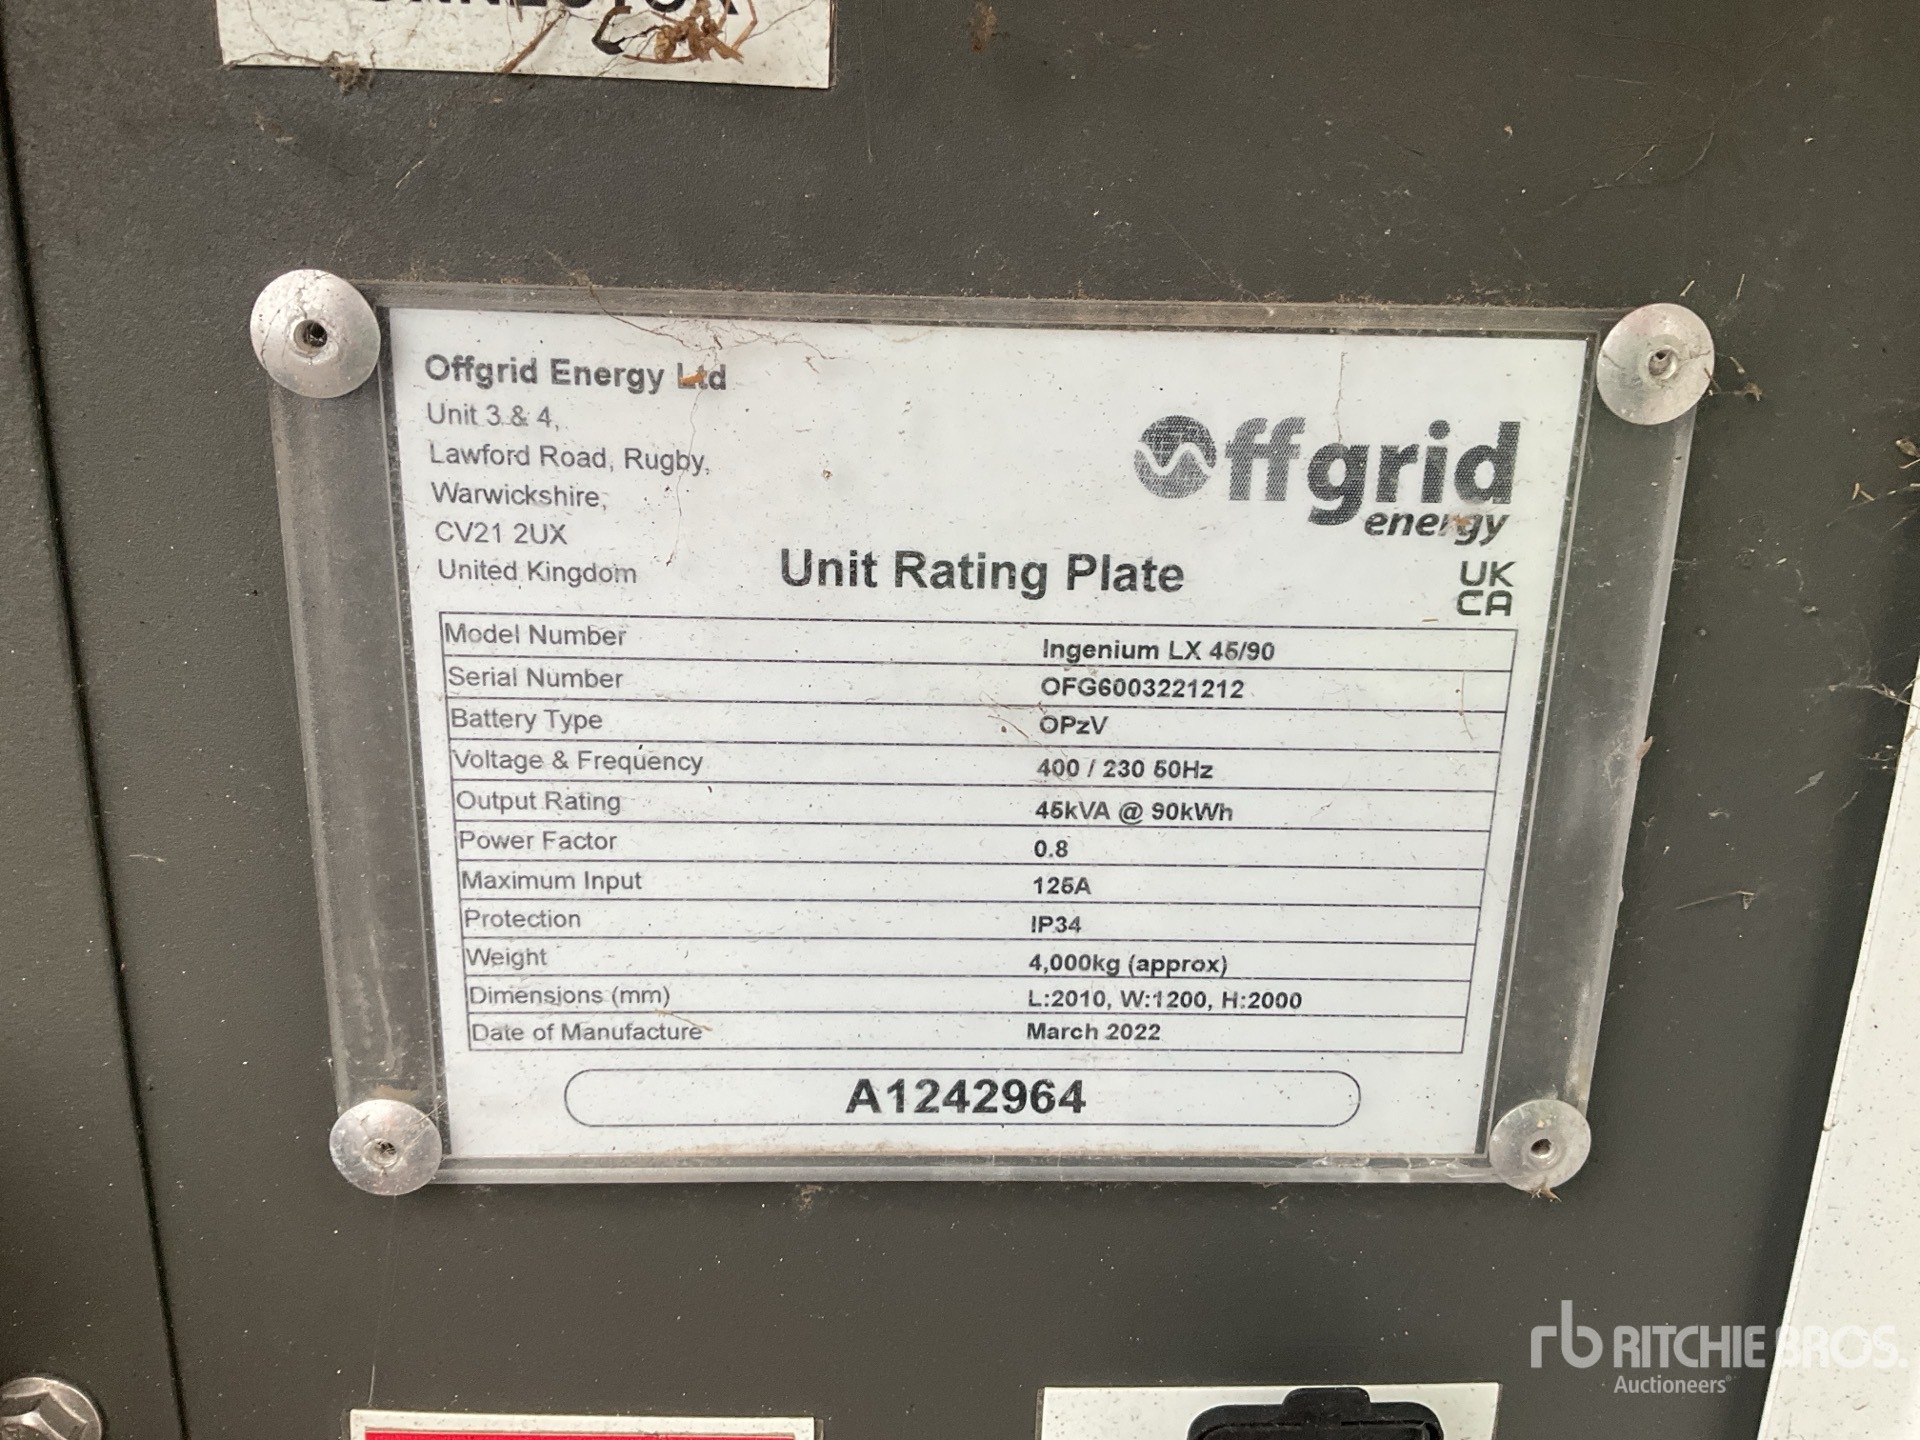 Offgrid Energy Ltd
Unit 3 & 4,
Lawford Road, Rugby,
Warwickshire,
CV21 2UX
United Kingdom
Offgrid
energy
Unit Rating Plate
UK
CA
Model Number Ingenium LX 45/90
Serial Number OFG6003221212
Battery Type OPzV
Voltage & Frequency 400 / 230 50Hz
Output Rating 45kVA @ 90kWh
Power Factor 0.8
Maximum Input 125A
Protection IP34
Weight 4,000kg (approx)
Dimensions (mm) L:2010, W:1200, H:2000
Date of Manufacture March 2022
A1242964
rb RITCHIE BROS.
Auctioneers